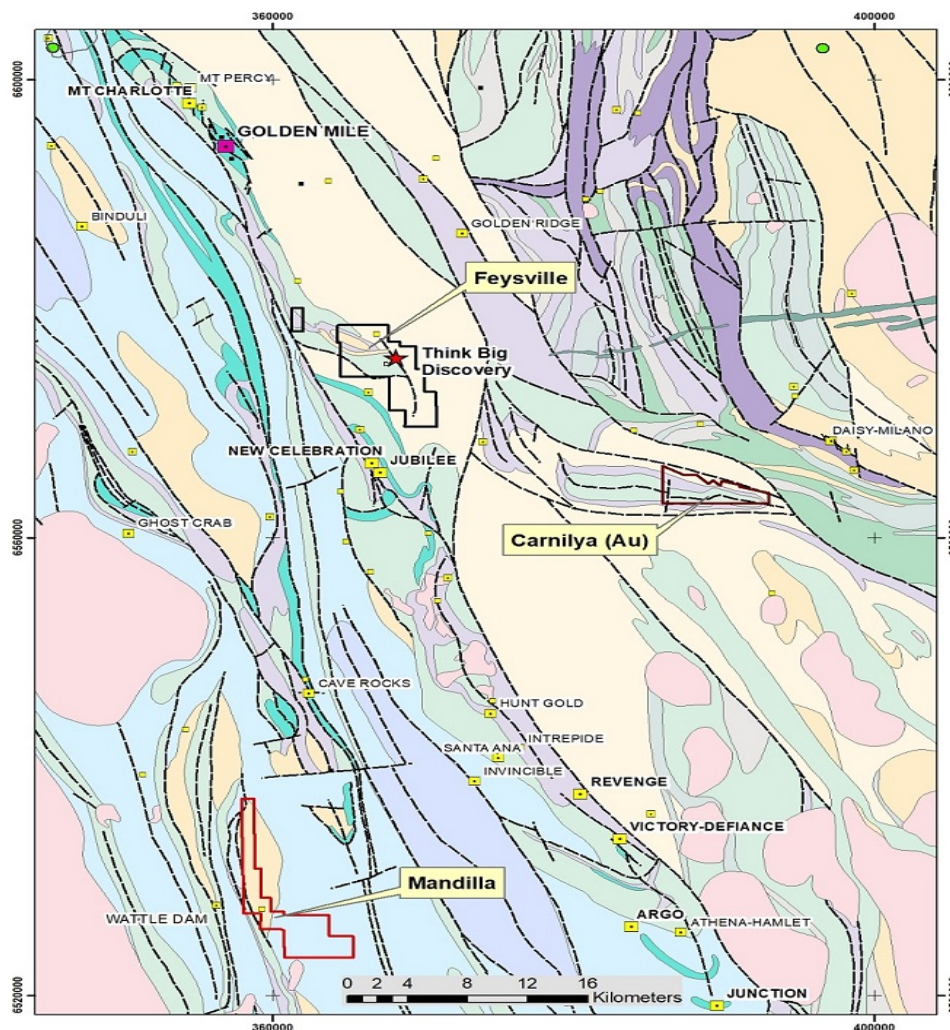 360000
400000
6600000
MT PERCY
MT CHARLOTTE
GOLDEN MILE
BINDULI
GOLDEN RIDGE
Feysville
Think Big
Discovery
DAISY-MILANO
NEW CELEBRATION
JUBILEE
GHOST CRAB
Carnilya (Au)
6560000
CAVE ROCKS
HUNT GOLD
SANTA ANA
INTREPIDE
INVINCIBLE
REVENGE
VICTORY-DEFIANCE
Mandilla
WATTLE DAM
ARGO
ATHENA-HAMLET
0 2 4 8 12 16
Kilometers
JUNCTION
6520000
360000
400000